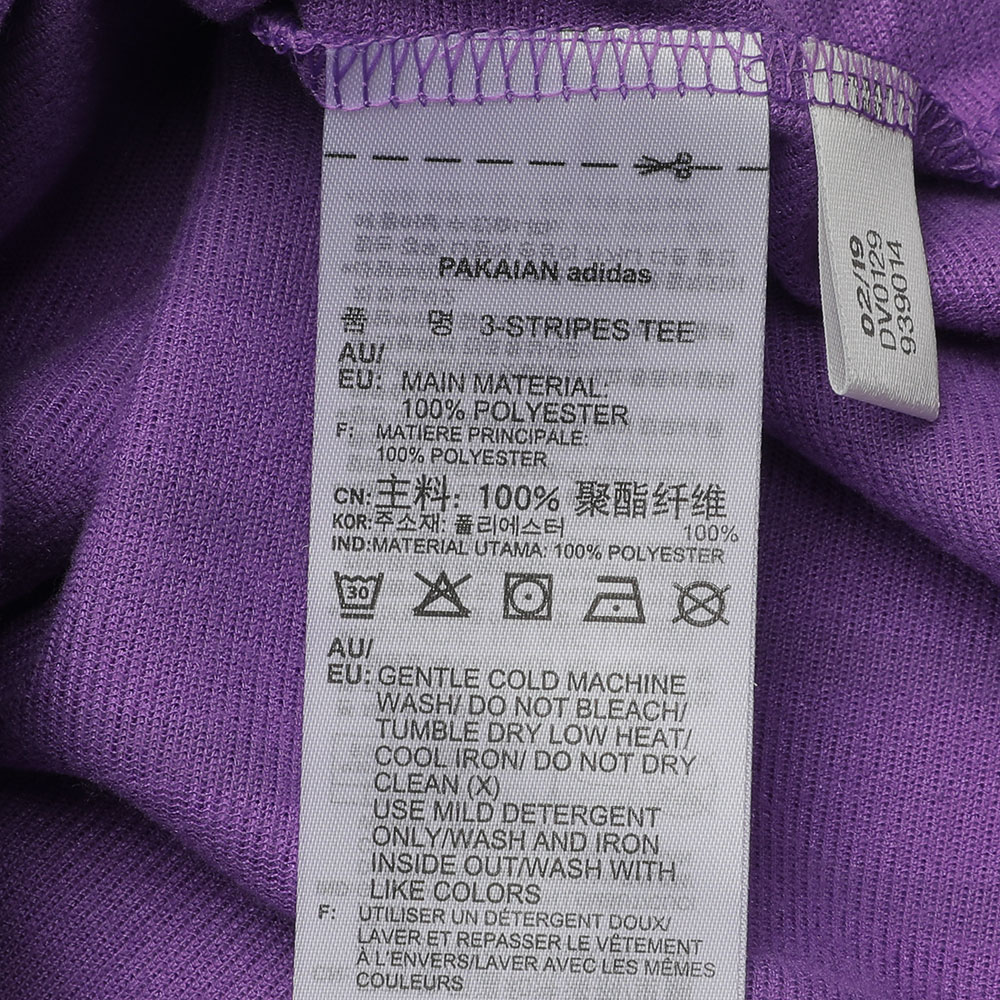 PAKAIAN adidas
품 명 3-STRIPES TEE
AU/
EU: MAIN MATERIAL:
100% POLYESTER
F: MATIERE PRINCIPALE:
100% POLYESTER
CN: 主料: 100% 聚酯纤维
KOR: 주소재: 폴리에스터 100%
IND: MATERIAL UTAMA: 100% POLYESTER
30
AU/
EU: GENTLE COLD MACHINE
WASH/ DO NOT BLEACH/
TUMBLE DRY LOW HEAT/
COOL IRON/ DO NOT DRY
CLEAN (X)
USE MILD DETERGENT
ONLY/WASH AND IRON
INSIDE OUT/WASH WITH
LIKE COLORS
F: UTILISER UN DÉTERGENT DOUX/
LAVER ET REPASSER LE VÊTEMENT
À L'ENVERS/LAVER AVEC LES MÊMES
COULEURS
02/19
DV0129
939014